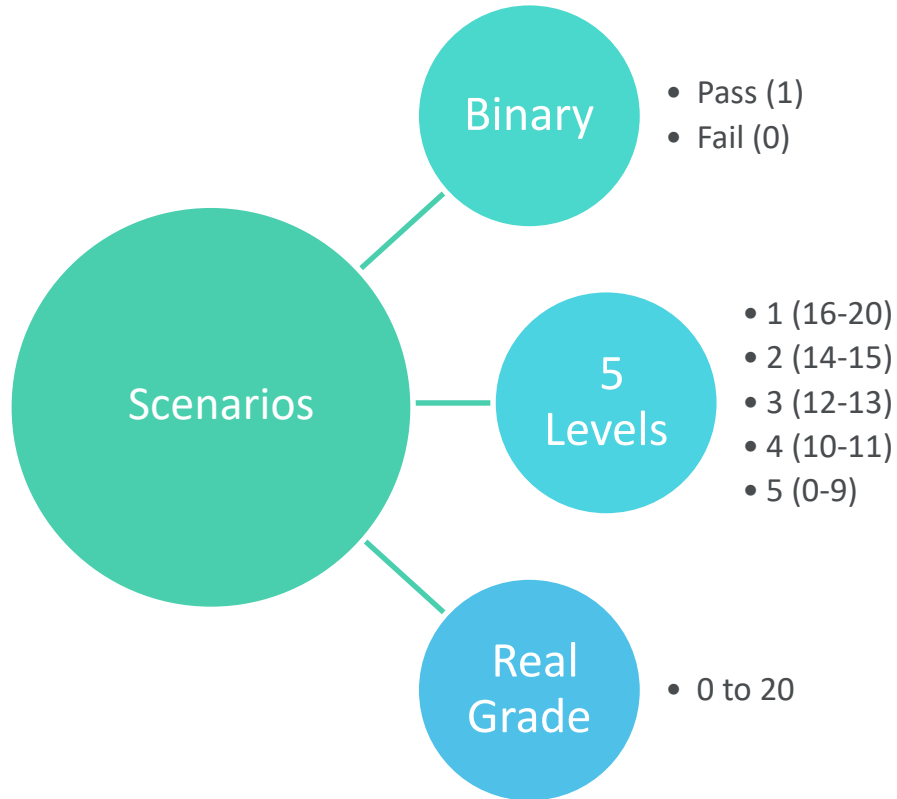 Scenarios
Binary
• Pass (1)
• Fail (0)
5
Levels
• 1 (16-20)
• 2 (14-15)
• 3 (12-13)
• 4 (10-11)
• 5 (0-9)
Real
Grade
• 0 to 20